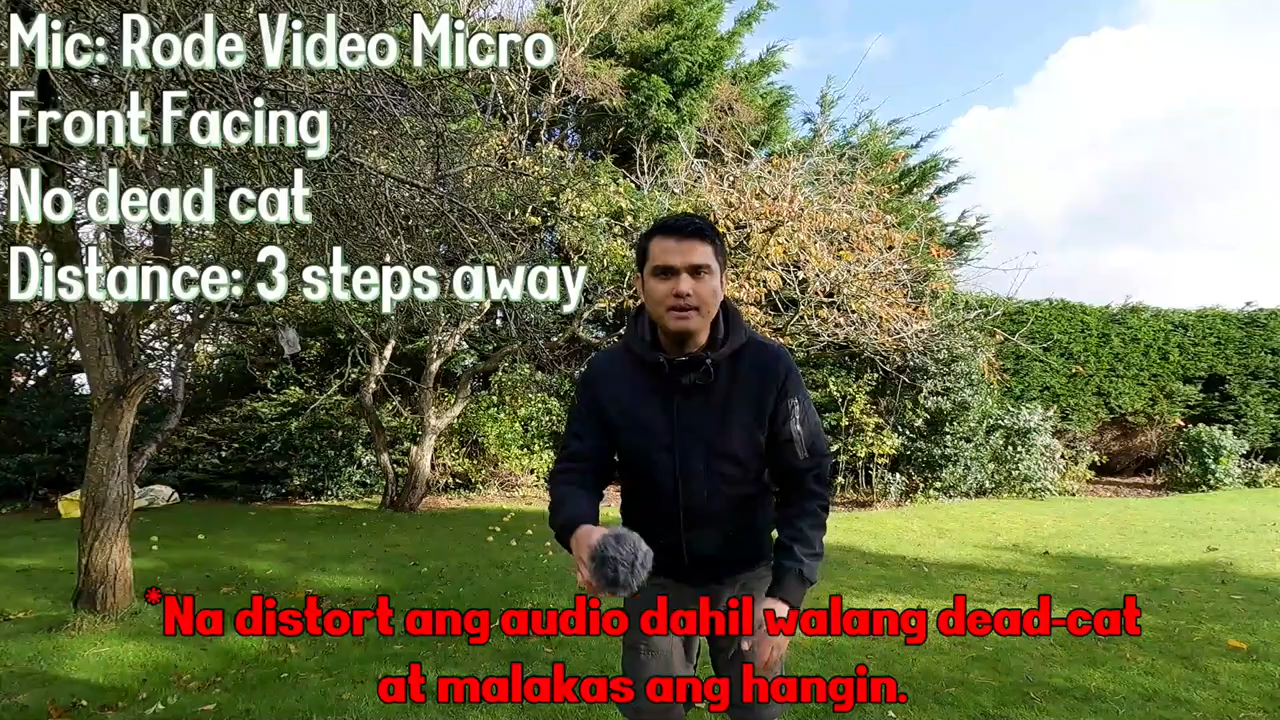 Mic: Rode Video Micro
Front Facing
No dead cat
Distance: 3 steps away
*Na distort ang audio dahil walang dead-cat
at malakas ang hangin.